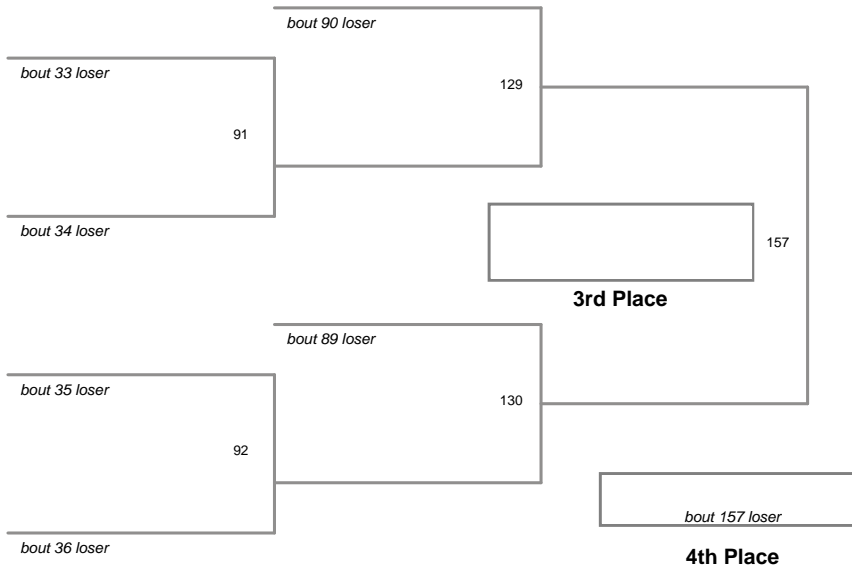 bout 90 loser
bout 33 loser
129
91
bout 34 loser
157
3rd Place
bout 89 loser
bout 35 loser
130
92
bout 157 loser
bout 36 loser
4th Place